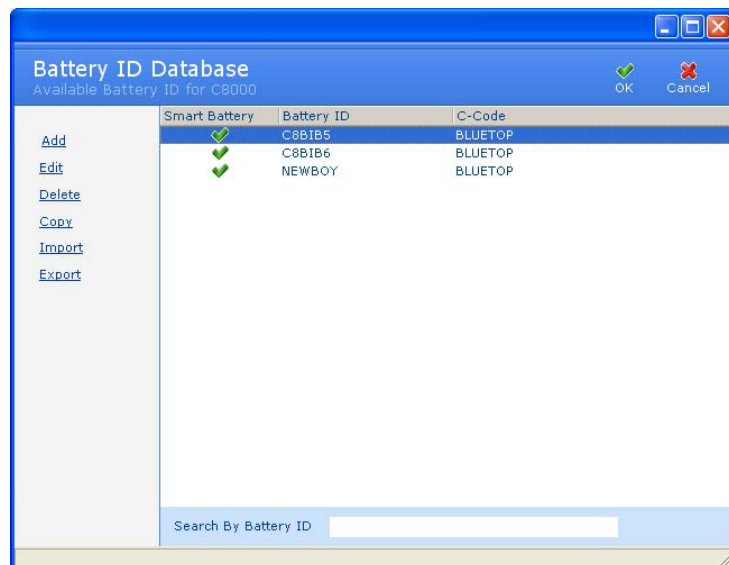 Battery ID Database
Available Battery ID for C8000
OK
Cancel
Add
Edit
Delete
Copy
Import
Export
Smart Battery Battery ID C-Code
C8BIB5 BLUETOP
C8BIB6 BLUETOP
NEWBOY BLUETOP
Search By Battery ID